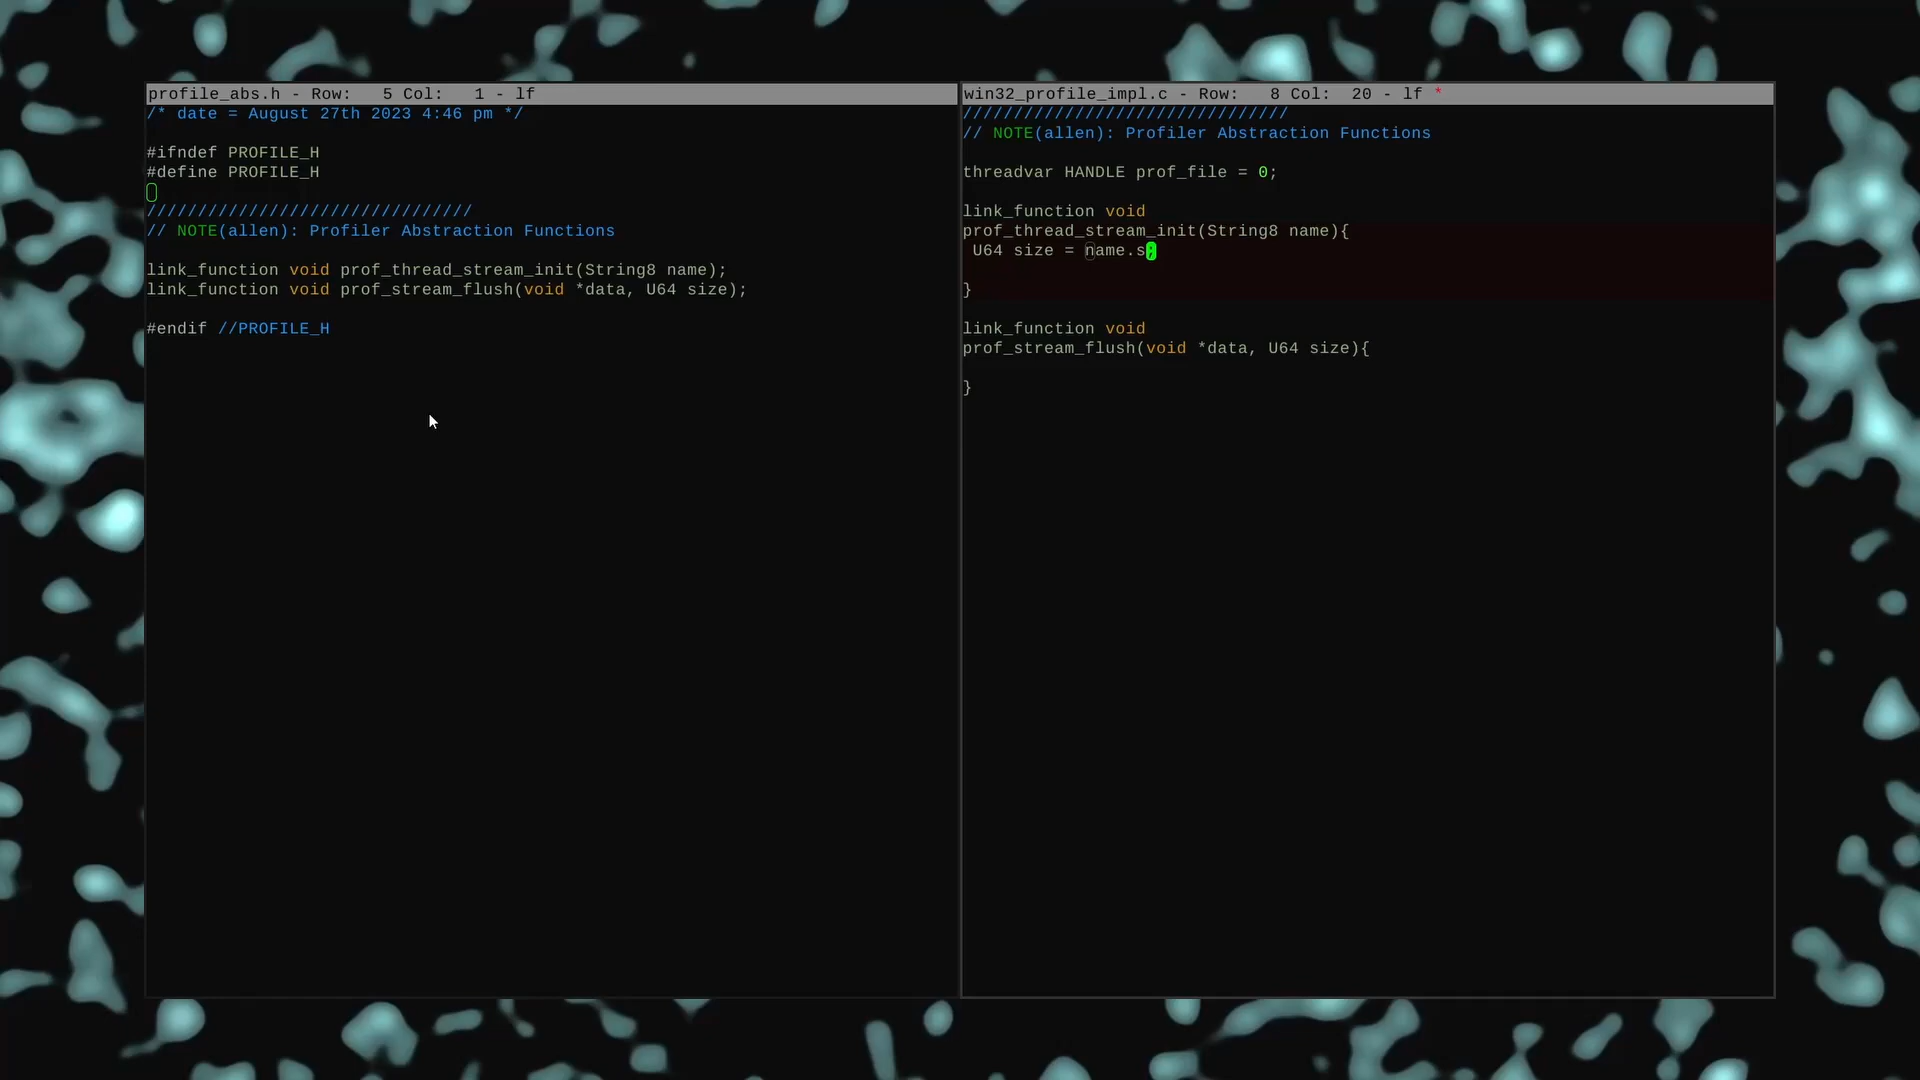 profile_abs.h - Row:   5 Col:   1 - lf
/* date = August 27th 2023 4:46 pm */
#ifndef PROFILE_H
#define PROFILE_H
////////////////////////////////
// NOTE(allen): Profiler Abstraction Functions
link_function void prof_thread_stream_init(String8 name);
link_function void prof_stream_flush(void *data, U64 size);
#endif //PROFILE_H
win32_profile_impl.c - Row:   8 Col:  20 - lf *
////////////////////////////////
// NOTE(allen): Profiler Abstraction Functions
threadvar HANDLE prof_file = 0;
link_function void
prof_thread_stream_init(String8 name){
 U64 size = name.s;
}
link_function void
prof_stream_flush(void *data, U64 size){
}